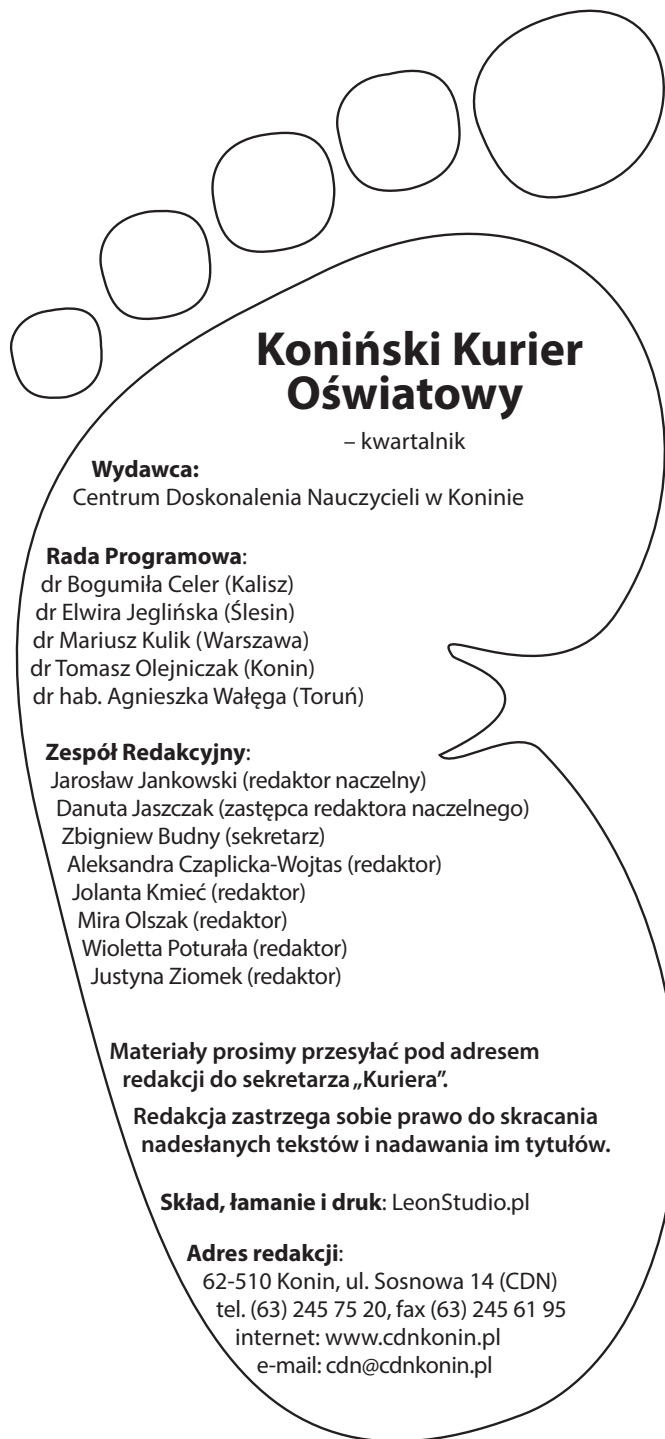 Koniński Kurier
Oświatowy
– kwartalnik
Wydawca:
Centrum Doskonalenia Nauczycieli w Koninie
Rada Programowa:
dr Bogumiła Celer (Kalisz)
dr Elwira Jeglińska (Ślesin)
dr Mariusz Kulik (Warszawa)
dr Tomasz Olejniczak (Konin)
dr hab. Agnieszka Wałęga (Toruń)
Zespół Redakcyjny:
Jarosław Jankowski (redaktor naczelny)
Danuta Jaszczak (zastępca redaktora naczelnego)
Zbigniew Budny (sekretarz)
Aleksandra Czaplicka-Wojtas (redaktor)
Jolanta Kmieć (redaktor)
Mira Olszak (redaktor)
Wioletta Poturała (redaktor)
Justyna Ziomek (redaktor)
Materiały prosimy przesyłać pod adresem
redakcji do sekretarza „Kuriera”.
Redakcja zastrzega sobie prawo do skracania
nadesłanych tekstów i nadawania im tytułów.
Skład, łamanie i druk: LeonStudio.pl
Adres redakcji:
62-510 Konin, ul. Sosnowa 14 (CDN)
tel. (63) 245 75 20, fax (63) 245 61 95
internet: www.cdnkonin.pl
e-mail: cdn@cdnkonin.pl